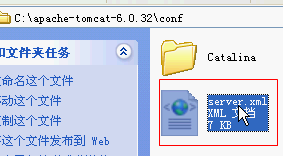 C:\apache-tomcat-6.0.32\conf
和文件夹任务
Catalina
命名这个文件
动这个文件
制这个文件
这个文件发布到 Web
server.xml
XML 文档
7 KB